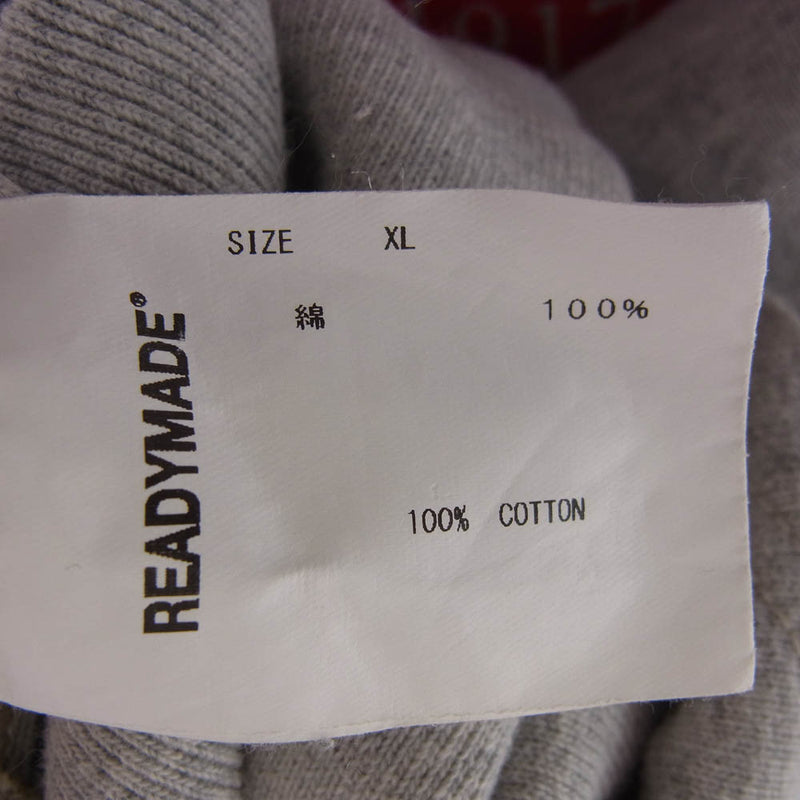 SIZE XL
綿 100%
100% COTTON
READYMADE®